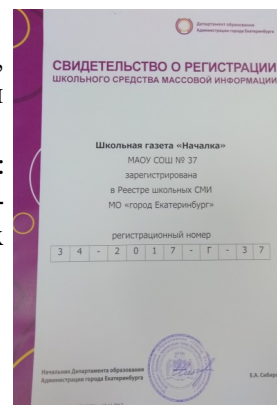 Департамент образования
Администрации города Екатеринбурга
СВИДЕТЕЛЬСТВО О РЕГИСТРАЦИИ
ШКОЛЬНОГО СРЕДСТВА МАССОВОЙ ИНФОРМАЦИИ
Школьная газета «Началка»
МАОУ СОШ № 37
зарегистрирована
в Реестре школьных СМИ
МО «город Екатеринбург»
регистрационный номер
3 4 - 2 0 1 7 - Г - 3 7
Начальник Департамента образования
Администрации города Екатеринбурга